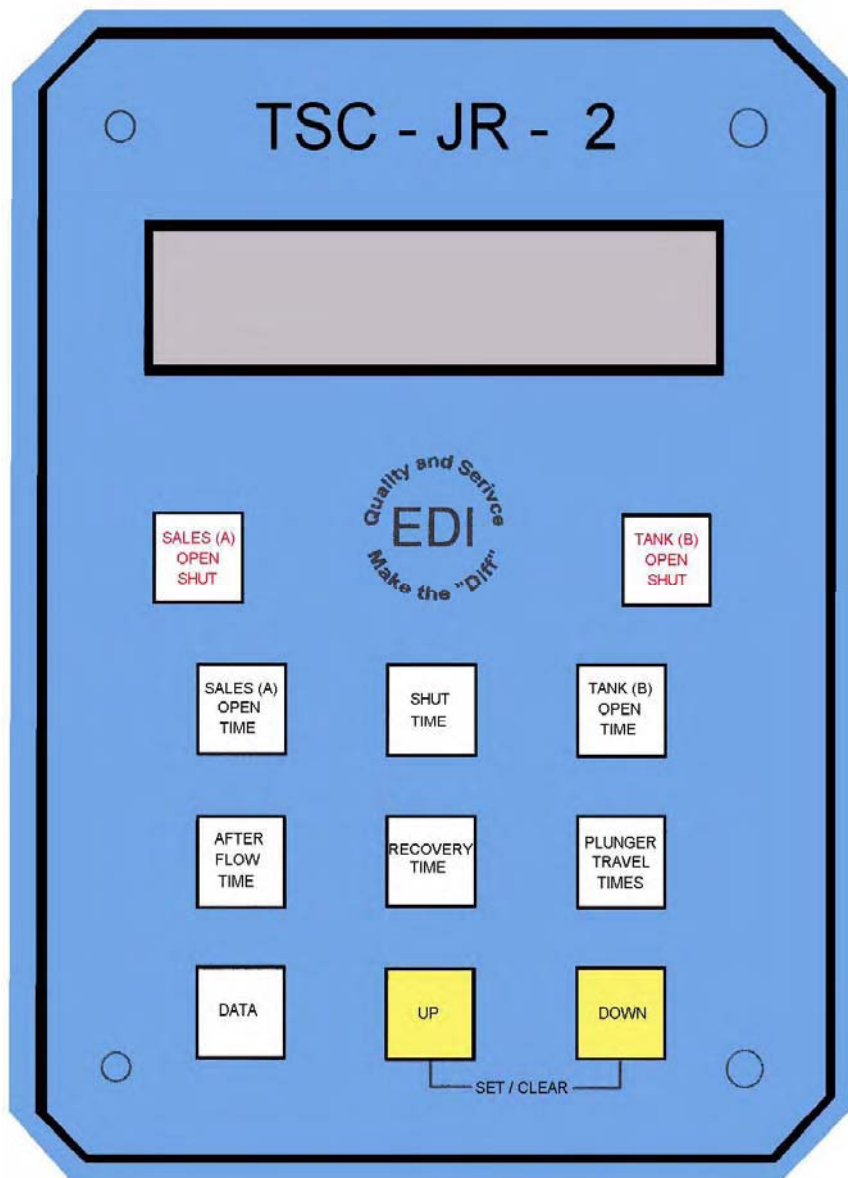 TSC - JR - 2
Quality and Serivce
EDI
Make the "Diff"
SALES (A)
OPEN
SHUT
TANK (B)
OPEN
SHUT
SALES (A)
OPEN
TIME
SHUT
TIME
TANK (B)
OPEN
TIME
AFTER
FLOW
TIME
RECOVERY
TIME
PLUNGER
TRAVEL
TIMES
DATA
UP
DOWN
SET / CLEAR